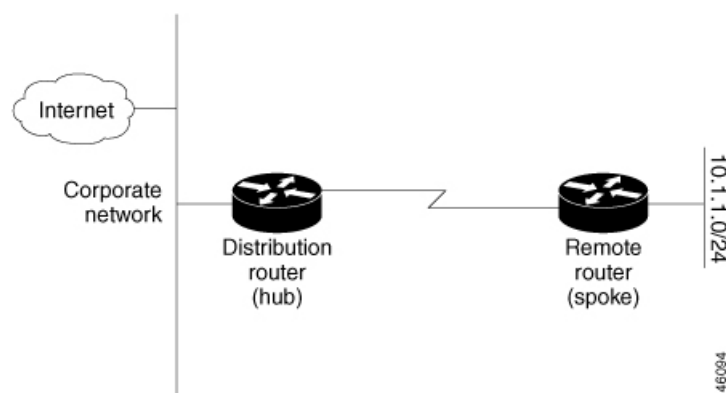 Internet
Corporate
network
Distribution
router
(hub)
Remote
router
(spoke)
10.1.1.0/24
46094